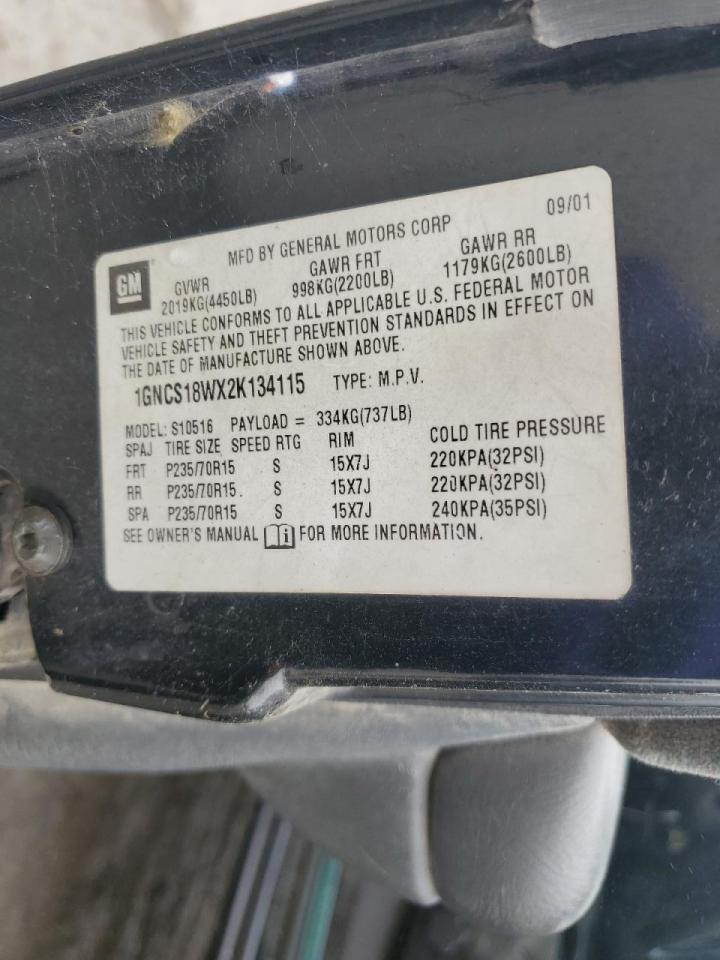 09/01
MFD BY GENERAL MOTORS CORP
GM
GVWR GAWR FRT GAWR RR
2019KG(4450LB) 998KG(2200LB) 1179KG(2600LB)
THIS VEHICLE CONFORMS TO ALL APPLICABLE U.S. FEDERAL MOTOR
VEHICLE SAFETY AND THEFT PREVENTION STANDARDS IN EFFECT ON
THE DATE OF MANUFACTURE SHOWN ABOVE.
1GNCS18WX2K134115 TYPE: M.P.V.
MODEL: S10516 PAYLOAD = 334KG(737LB)
SPAJ TIRE SIZE SPEED RTG RIM COLD TIRE PRESSURE
FRT P235/70R15 S 15X7J 220KPA(32PSI)
RR P235/70R15. S 15X7J 220KPA(32PSI)
SPA P235/70R15 S 15X7J 240KPA(35PSI)
SEE OWNER'S MANUAL i FOR MORE INFORMATION.